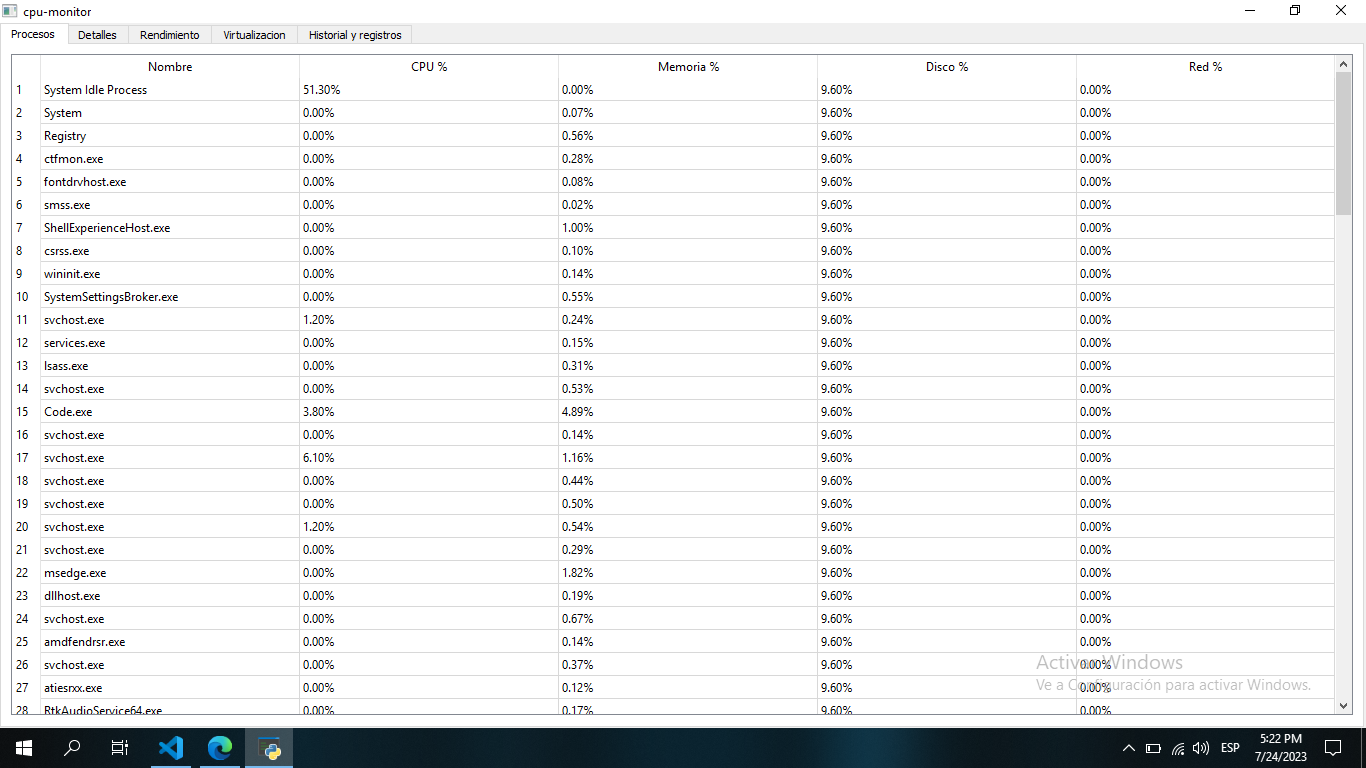 cpu-monitor
Procesos Detalles Rendimiento Virtualizacion Historial y registros
Nombre CPU % Memoria % Disco % Red %
1 System Idle Process 51.30% 0.00% 9.60% 0.00%
2 System 0.00% 0.07% 9.60% 0.00%
3 Registry 0.00% 0.56% 9.60% 0.00%
4 ctfmon.exe 0.00% 0.28% 9.60% 0.00%
5 fontdrvhost.exe 0.00% 0.08% 9.60% 0.00%
6 smss.exe 0.00% 0.02% 9.60% 0.00%
7 ShellExperienceHost.exe 0.00% 1.00% 9.60% 0.00%
8 csrss.exe 0.00% 0.10% 9.60% 0.00%
9 wininit.exe 0.00% 0.14% 9.60% 0.00%
10 SystemSettingsBroker.exe 0.00% 0.55% 9.60% 0.00%
11 svchost.exe 1.20% 0.24% 9.60% 0.00%
12 services.exe 0.00% 0.15% 9.60% 0.00%
13 lsass.exe 0.00% 0.31% 9.60% 0.00%
14 svchost.exe 0.00% 0.53% 9.60% 0.00%
15 Code.exe 3.80% 4.89% 9.60% 0.00%
16 svchost.exe 0.00% 0.14% 9.60% 0.00%
17 svchost.exe 6.10% 1.16% 9.60% 0.00%
18 svchost.exe 0.00% 0.44% 9.60% 0.00%
19 svchost.exe 0.00% 0.50% 9.60% 0.00%
20 svchost.exe 1.20% 0.54% 9.60% 0.00%
21 svchost.exe 0.00% 0.29% 9.60% 0.00%
22 msedge.exe 0.00% 1.82% 9.60% 0.00%
23 dllhost.exe 0.00% 0.19% 9.60% 0.00%
24 svchost.exe 0.00% 0.67% 9.60% 0.00%
25 amdfendrsr.exe 0.00% 0.14% 9.60% 0.00%
26 svchost.exe 0.00% 0.37% 9.60% 0.00%
Activar Windows
27 atiesrxx.exe 0.00% 0.12% 9.60% 0.00%
Ve a Configuración para activar Windows.
28 RtkAudioService64.exe 0.00% 0.17% 9.60% 0.00%
ESP
5:22 PM
7/24/2023